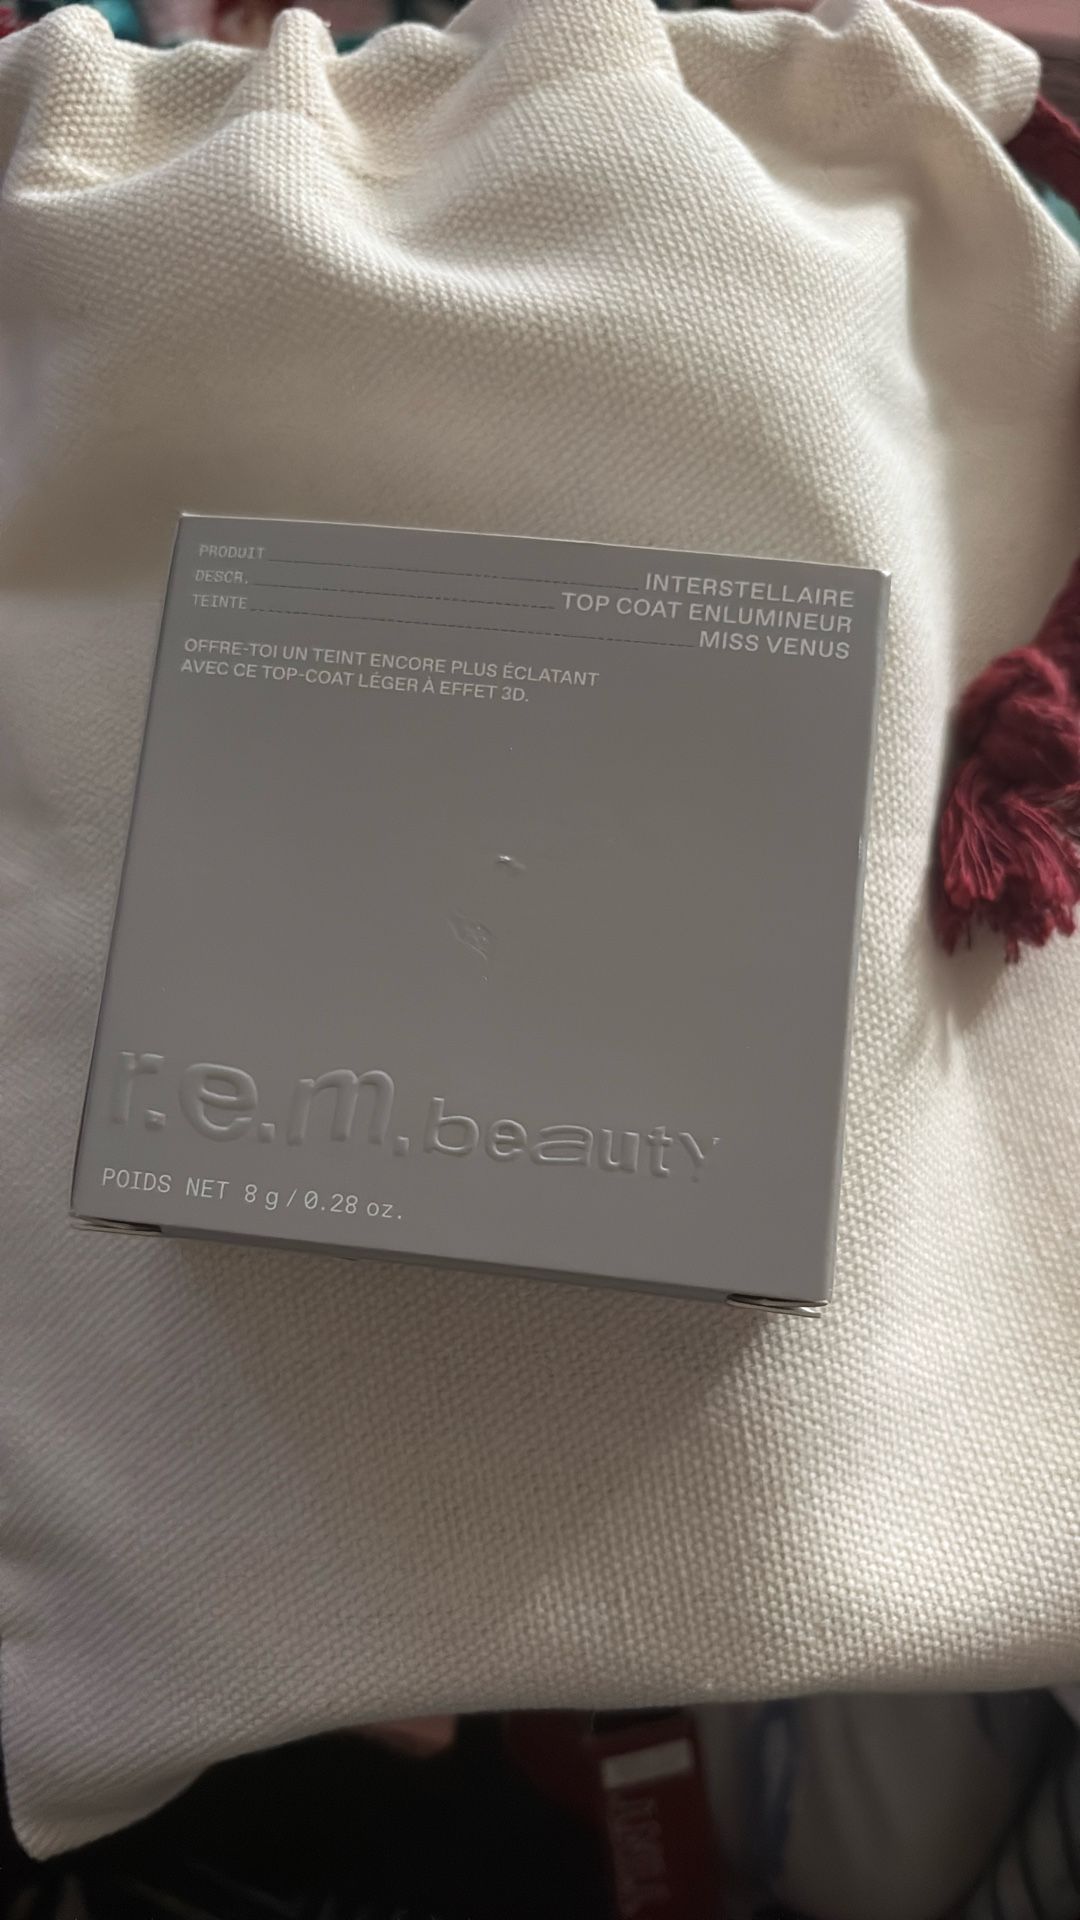 PRODUIT INTERSTELLAIRE
DESCR. TOP COAT ENLUMINEUR
TEINTE MISS VENUS
OFFRE-TOI UN TEINT ENCORE PLUS ÉCLATANT
AVEC CE TOP-COAT LÉGER À EFFET 3D.
r.e.m.beauty
POIDS NET 8 g / 0.28 oz.